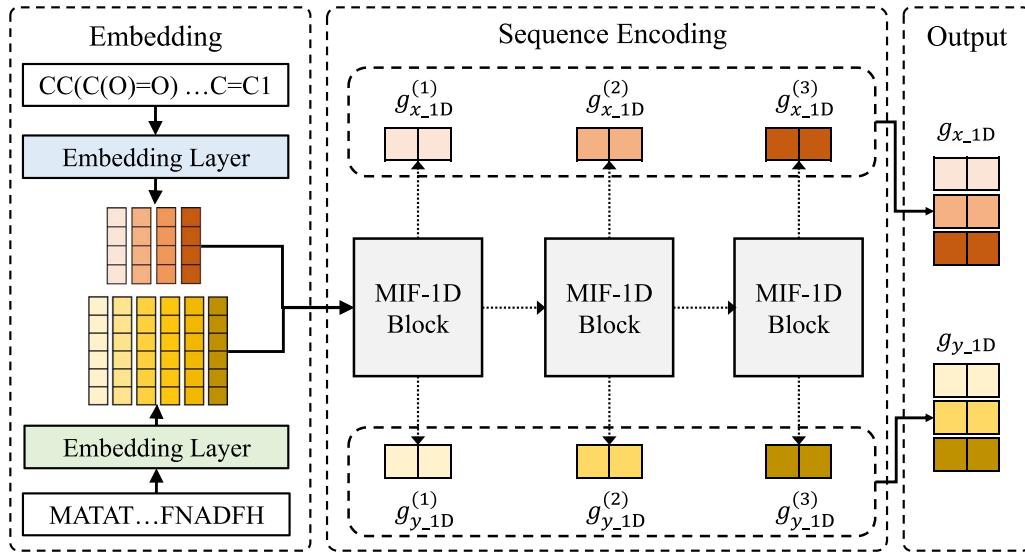 Embedding
CC(C(O)=O) …C=C1
Embedding Layer
Embedding Layer
MATAT…FNADFH
Sequence Encoding
g_{x_1D}^{(1)} g_{x_1D}^{(2)} g_{x_1D}^{(3)}
MIF-1D MIF-1D MIF-1D
Block Block Block
g_{y_1D}^{(1)} g_{y_1D}^{(2)} g_{y_1D}^{(3)}
Output
g_{x_1D}
g_{y_1D}